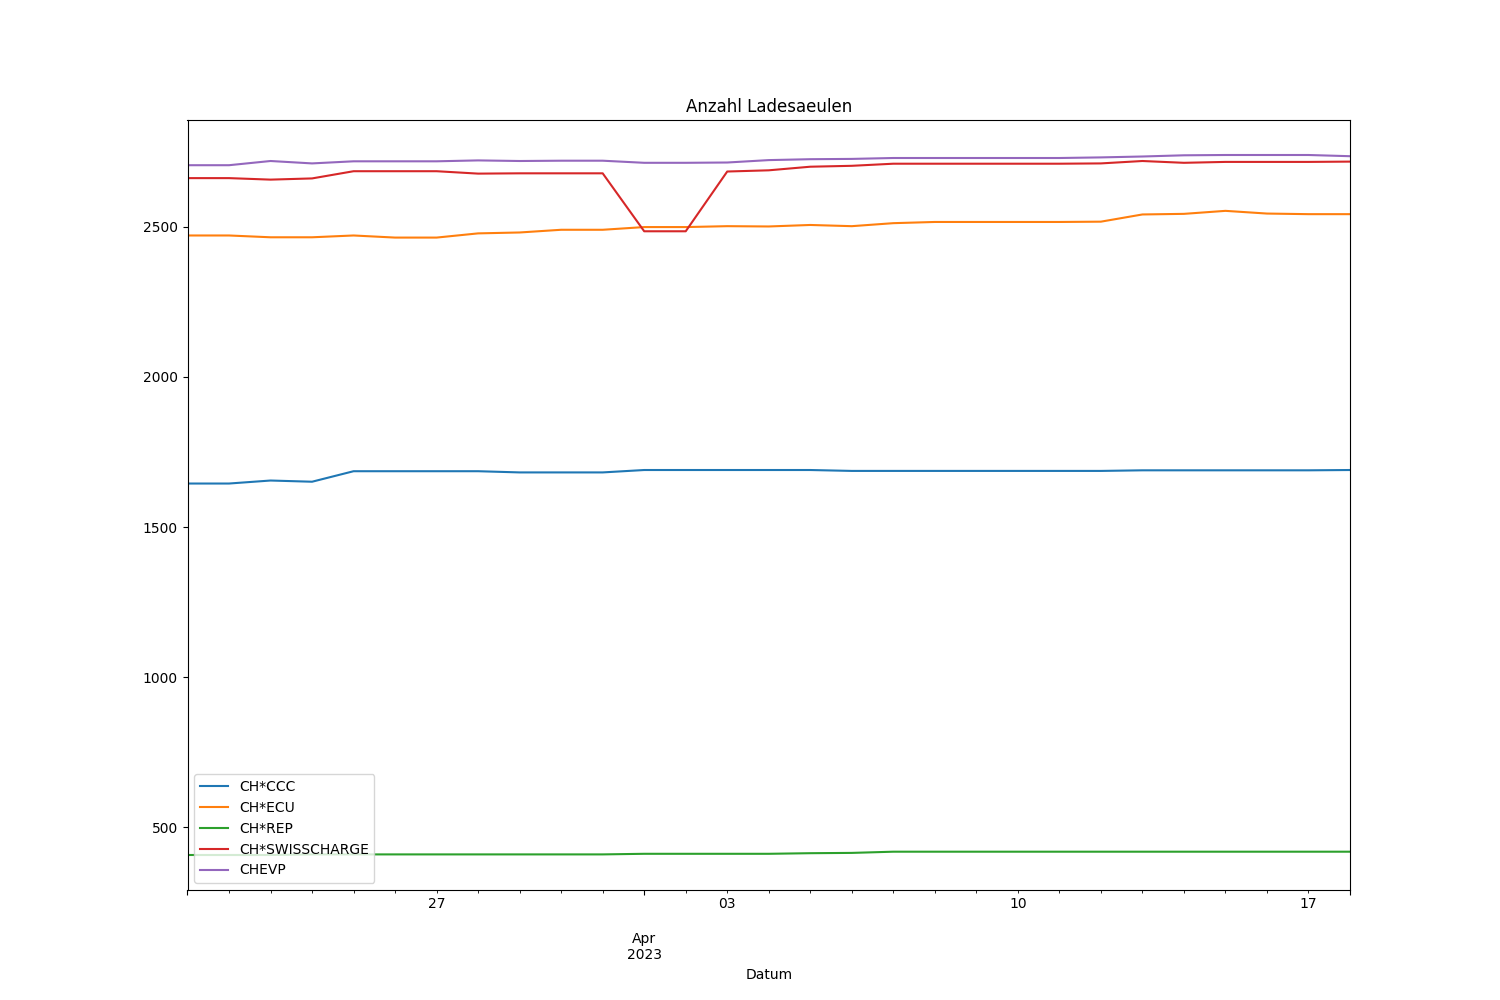 Anzahl Ladesaeulen
2500
2000
1500
1000
500
CH*CCC
CH*ECU
CH*REP
CH*SWISSCHARGE
CHEVP
27 03 10 17
Apr
2023
Datum